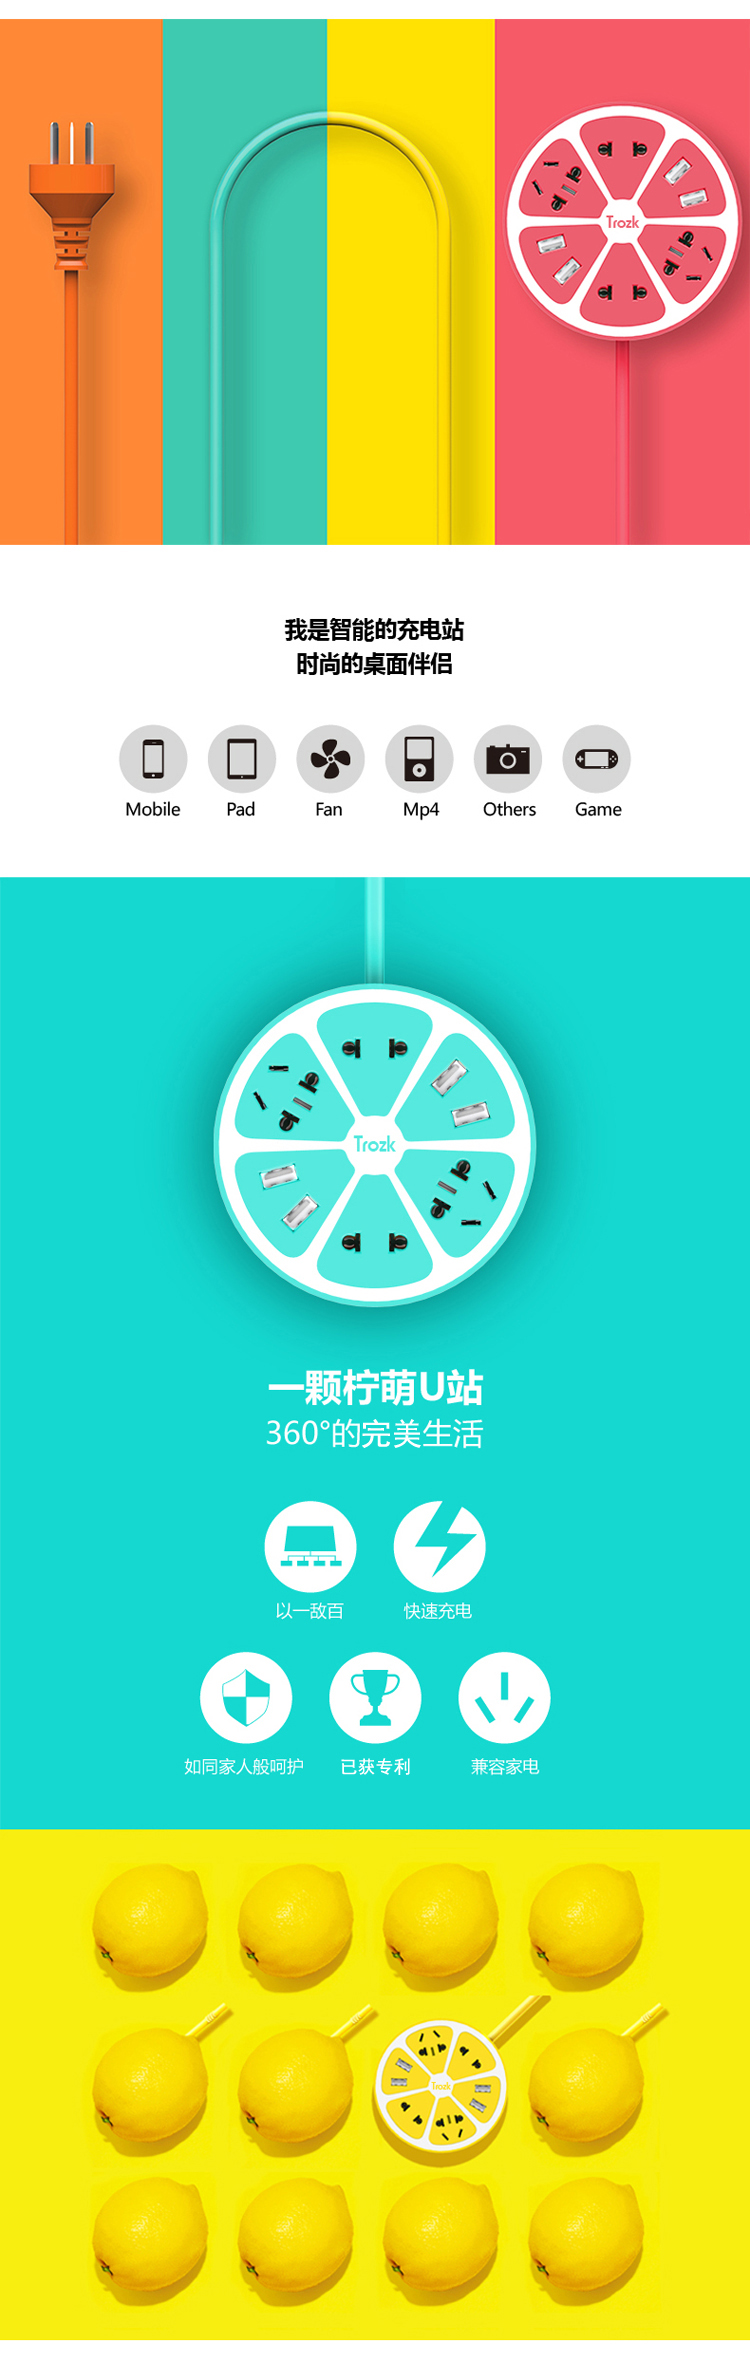 Trozk
我是智能的充电站
时尚的桌面伴侣
Mobile
Pad
Fan
Mp4
Others
Game
Trozk
一颗柠萌U站
360°的完美生活
以一敌百
快速充电
如同家人般呵护
已获专利
兼容家电
Trozk